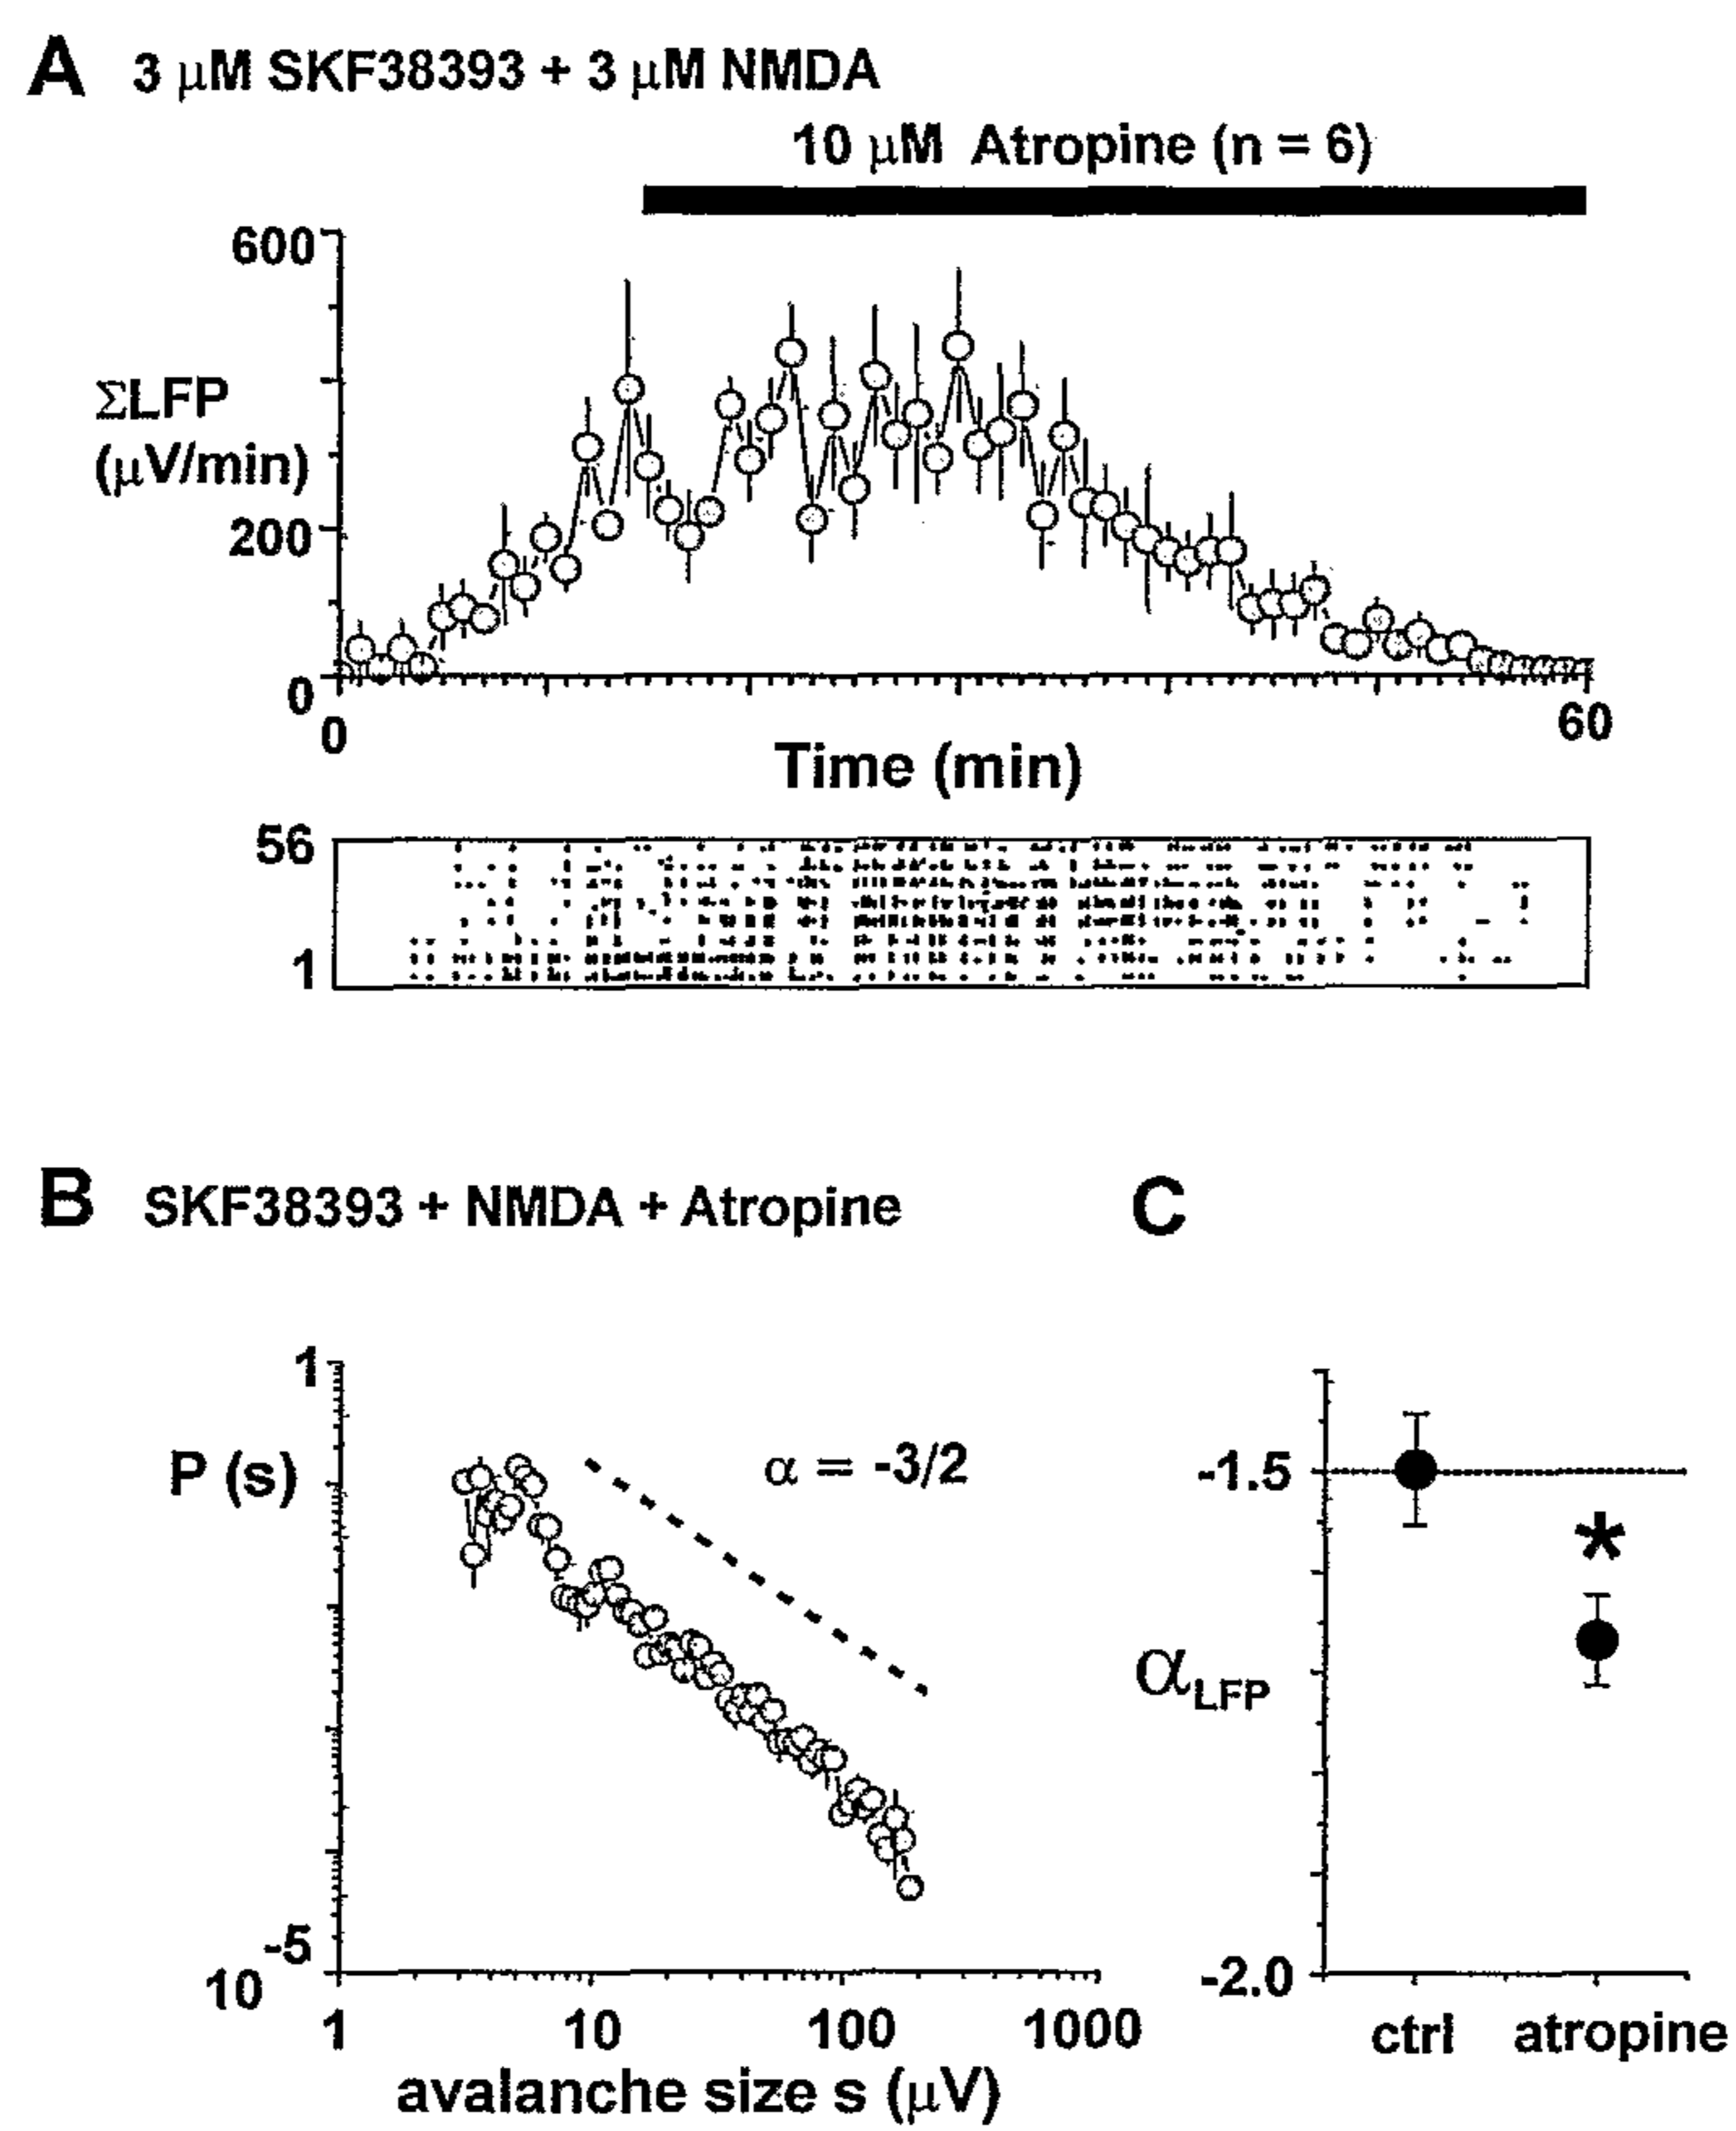 A 3 μM SKF38393 + 3 μM NMDA
10 μM Atropine (n = 6)
600
ΣLFP
(μV/min)
200
0
0
60
Time (min)
56
1
B SKF38393 + NMDA + Atropine
C
1
P (s)
α = -3/2
-1.5
*
αLFP
10 -5
-2.0
1
10
100
1000
ctrl
atropine
avalanche size s (μV)